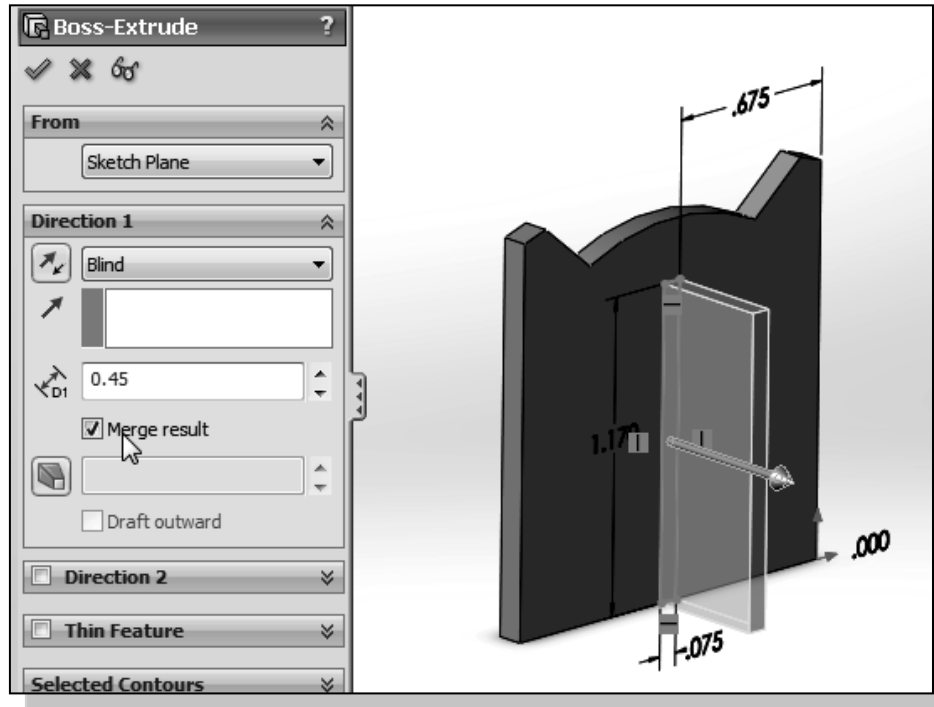 Boss-Extrude ?
From
Sketch Plane
Direction 1
Blind
D1 0.45
Merge result
Draft outward
Direction 2
Thin Feature
Selected Contours
.675
.000
.075